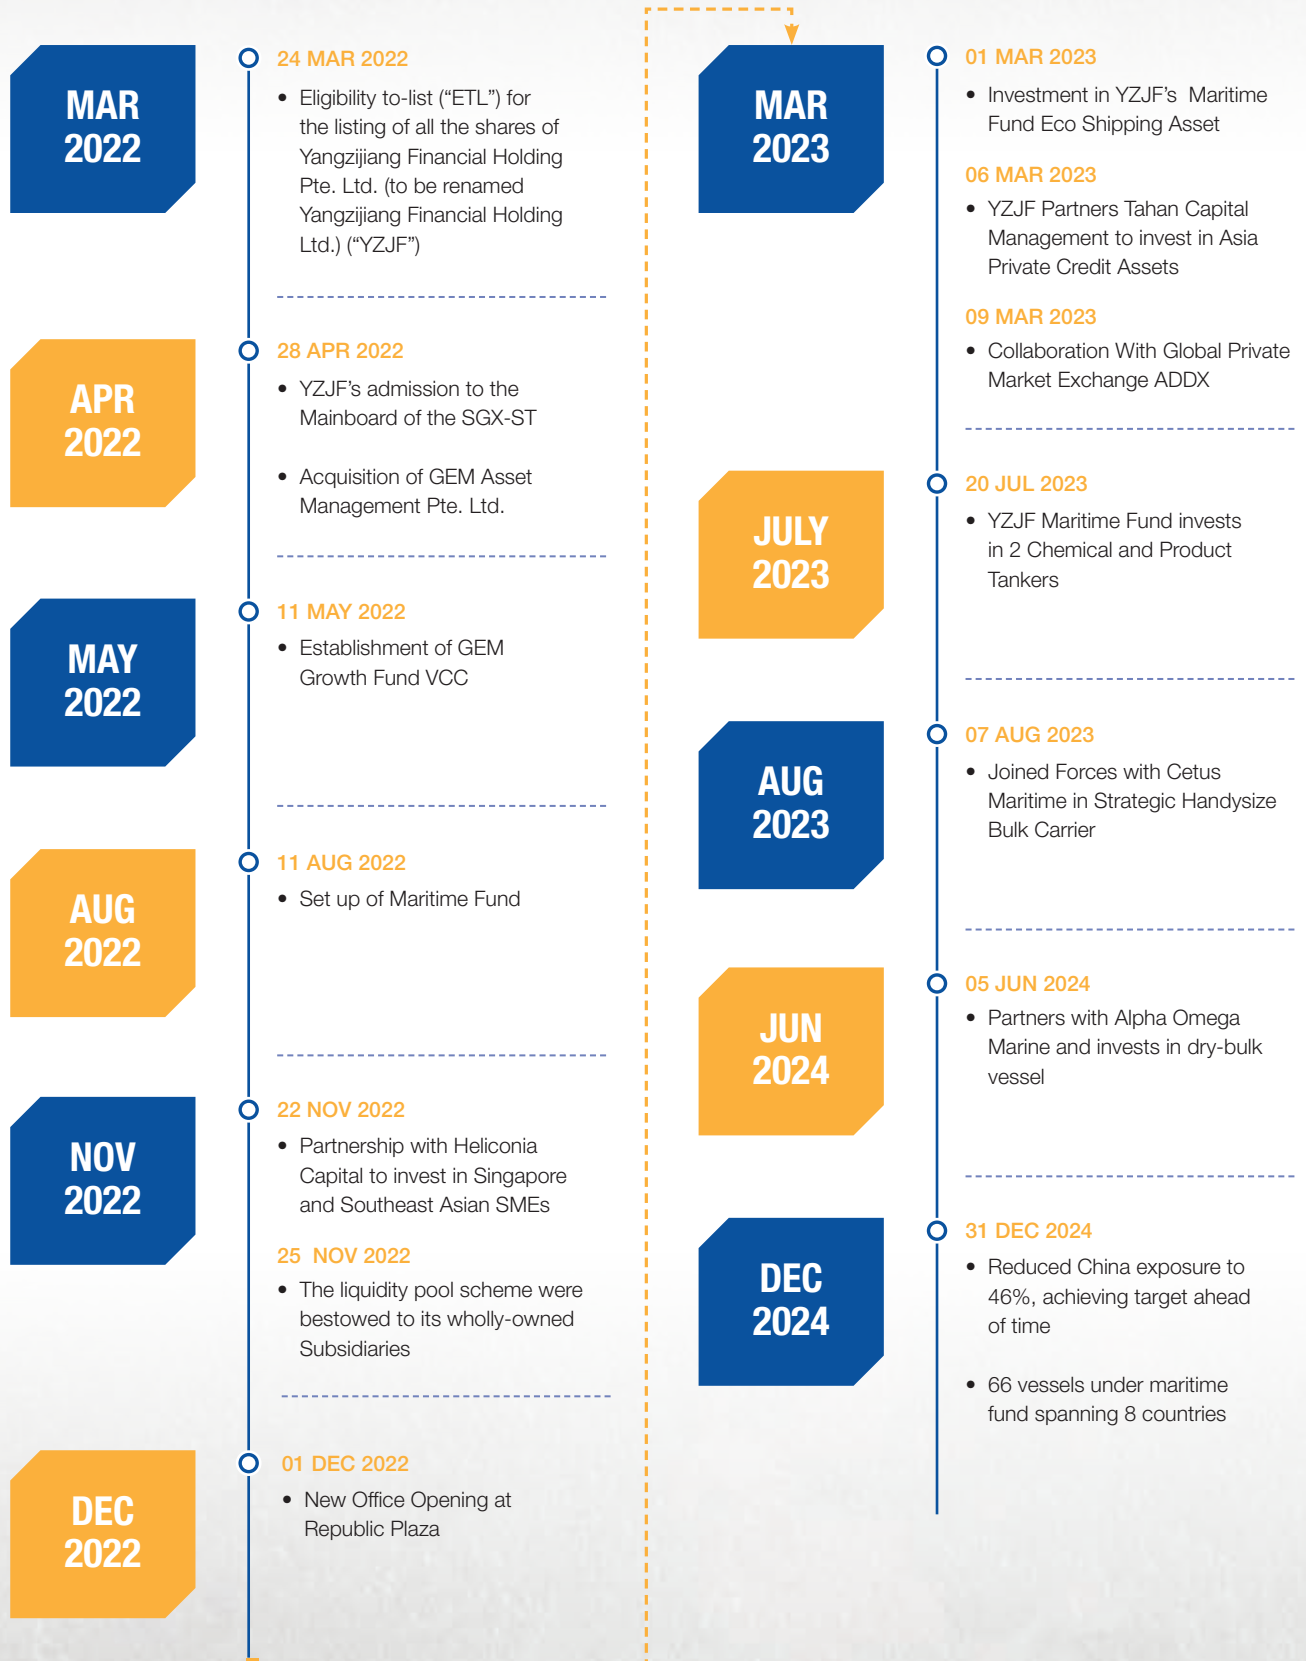 MAR
2022
24 MAR 2022
• Eligibility to-list (“ETL”) for
the listing of all the shares of
Yangzijiang Financial Holding
Pte. Ltd. (to be renamed
Yangzijiang Financial Holding
Ltd.) (“YZJF”)
APR
2022
28 APR 2022
• YZJF’s admission to the
Mainboard of the SGX-ST
• Acquisition of GEM Asset
Management Pte. Ltd.
MAY
2022
11 MAY 2022
• Establishment of GEM
Growth Fund VCC
AUG
2022
11 AUG 2022
• Set up of Maritime Fund
NOV
2022
22 NOV 2022
• Partnership with Heliconia
Capital to invest in Singapore
and Southeast Asian SMEs
25 NOV 2022
• The liquidity pool scheme were
bestowed to its wholly-owned
Subsidiaries
DEC
2022
01 DEC 2022
• New Office Opening at
Republic Plaza
MAR
2023
01 MAR 2023
• Investment in YZJF’s Maritime
Fund Eco Shipping Asset
06 MAR 2023
• YZJF Partners Tahan Capital
Management to invest in Asia
Private Credit Assets
09 MAR 2023
• Collaboration With Global Private
Market Exchange ADDX
JULY
2023
20 JUL 2023
• YZJF Maritime Fund invests
in 2 Chemical and Product
Tankers
AUG
2023
07 AUG 2023
• Joined Forces with Cetus
Maritime in Strategic Handysize
Bulk Carrier
JUN
2024
05 JUN 2024
• Partners with Alpha Omega
Marine and invests in dry-bulk
vessel
DEC
2024
31 DEC 2024
• Reduced China exposure to
46%, achieving target ahead
of time
• 66 vessels under maritime
fund spanning 8 countries